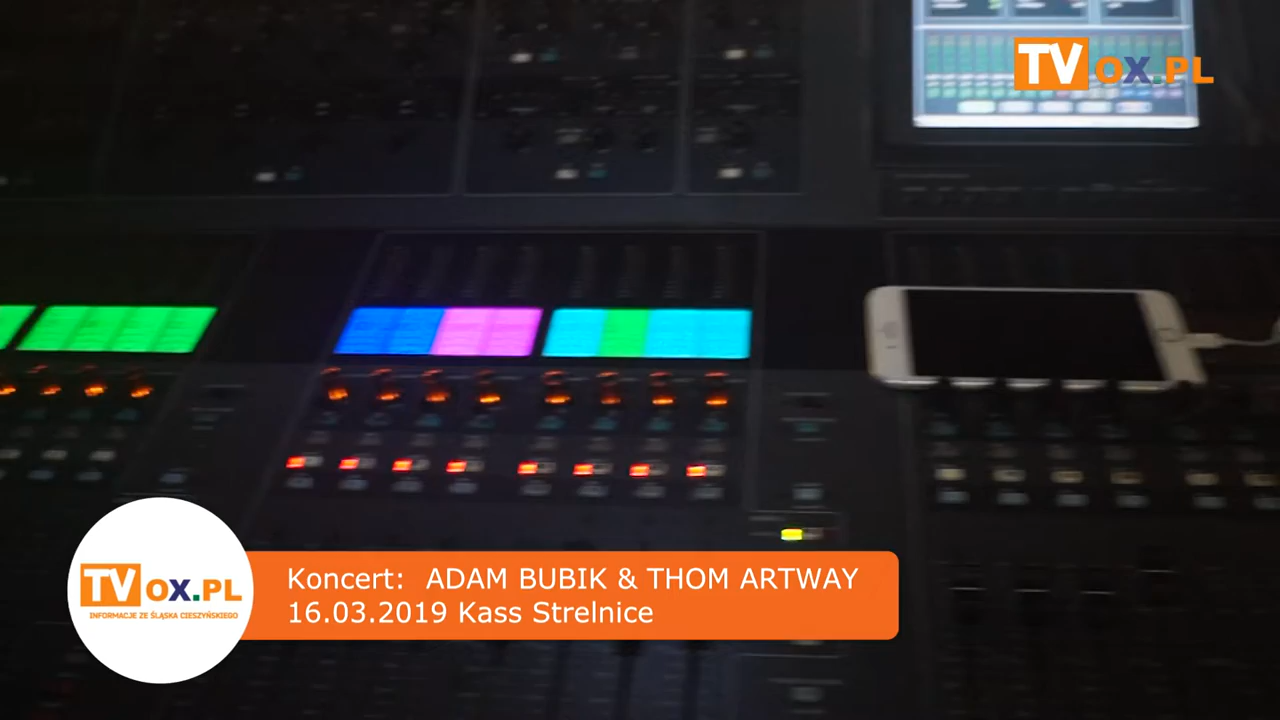 TVOX.PL
TVOX.PL
INFORMACJE ZE ŚLĄSKA CIESZYŃSKIEGO
Koncert: ADAM BUBIK & THOM ARTWAY
16.03.2019 Kass Strelnice